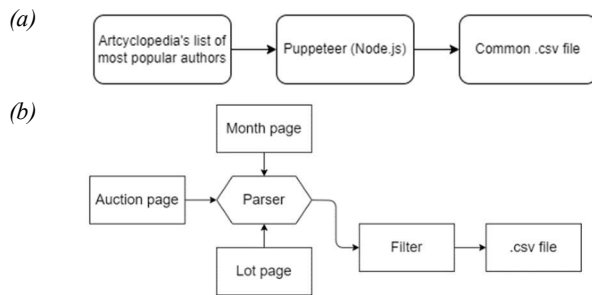 (a)
Artcyclopedia's list of
most popular authors
Puppeteer (Node.js)
Common .csv file
(b)
Month page
Auction page
Parser
Filter
.csv file
Lot page